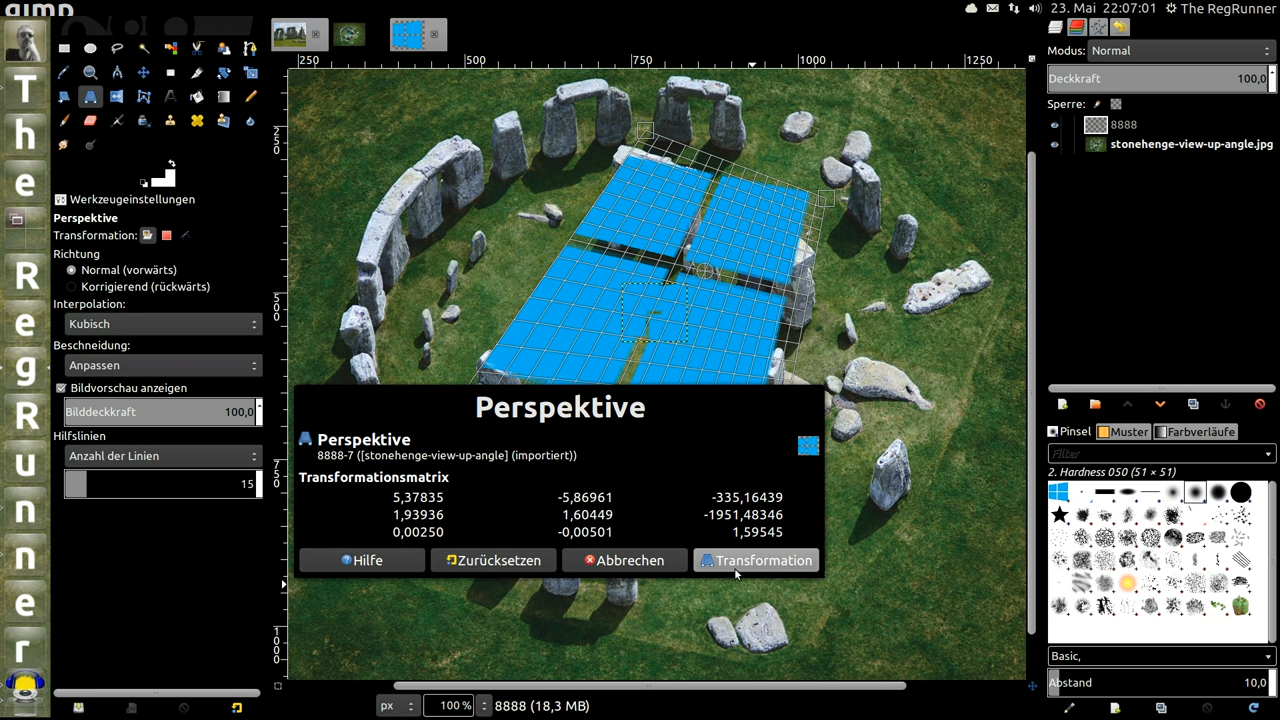 gimp
23. Mai 22:07:01 The RegRunner
T
h
e
R
e
g
R
u
n
n
e
r
Werkzeugeinstellungen
Perspektive
Transformation:
Richtung
Normal (vorwärts)
Korrigierend (rückwärts)
Interpolation:
Kubisch
Beschneidung:
Anpassen
Bildvorschau anzeigen
Bilddeckkraft 100,0
Hilfslinien
Anzahl der Linien
15
250 500 750 1000 1250
250
500
750
1000
Perspektive
Perspektive
8888-7 ([stonehenge-view-up-angle] (importiert))
Transformationsmatrix
5,37835 -5,86961 -335,16439
1,93936 1,60449 -1951,48346
0,00250 -0,00501 1,59545
Hilfe Zurücksetzen Abbrechen Transformation
px 100 % 8888 (18,3 MB)
Modus: Normal
Deckkraft 100,0
Sperre:
8888
stonehenge-view-up-angle.jpg
Pinsel Muster Farbverläufe
Filter
2. Hardness 050 (51 × 51)
Basic,
Abstand 10,0